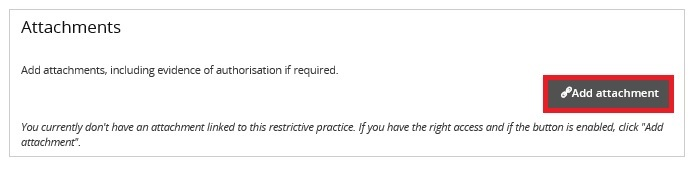 Attachments
Add attachments, including evidence of authorisation if required.
Add attachment
You currently don't have an attachment linked to this restrictive practice. If you have the right access and if the button is enabled, click "Add
attachment".